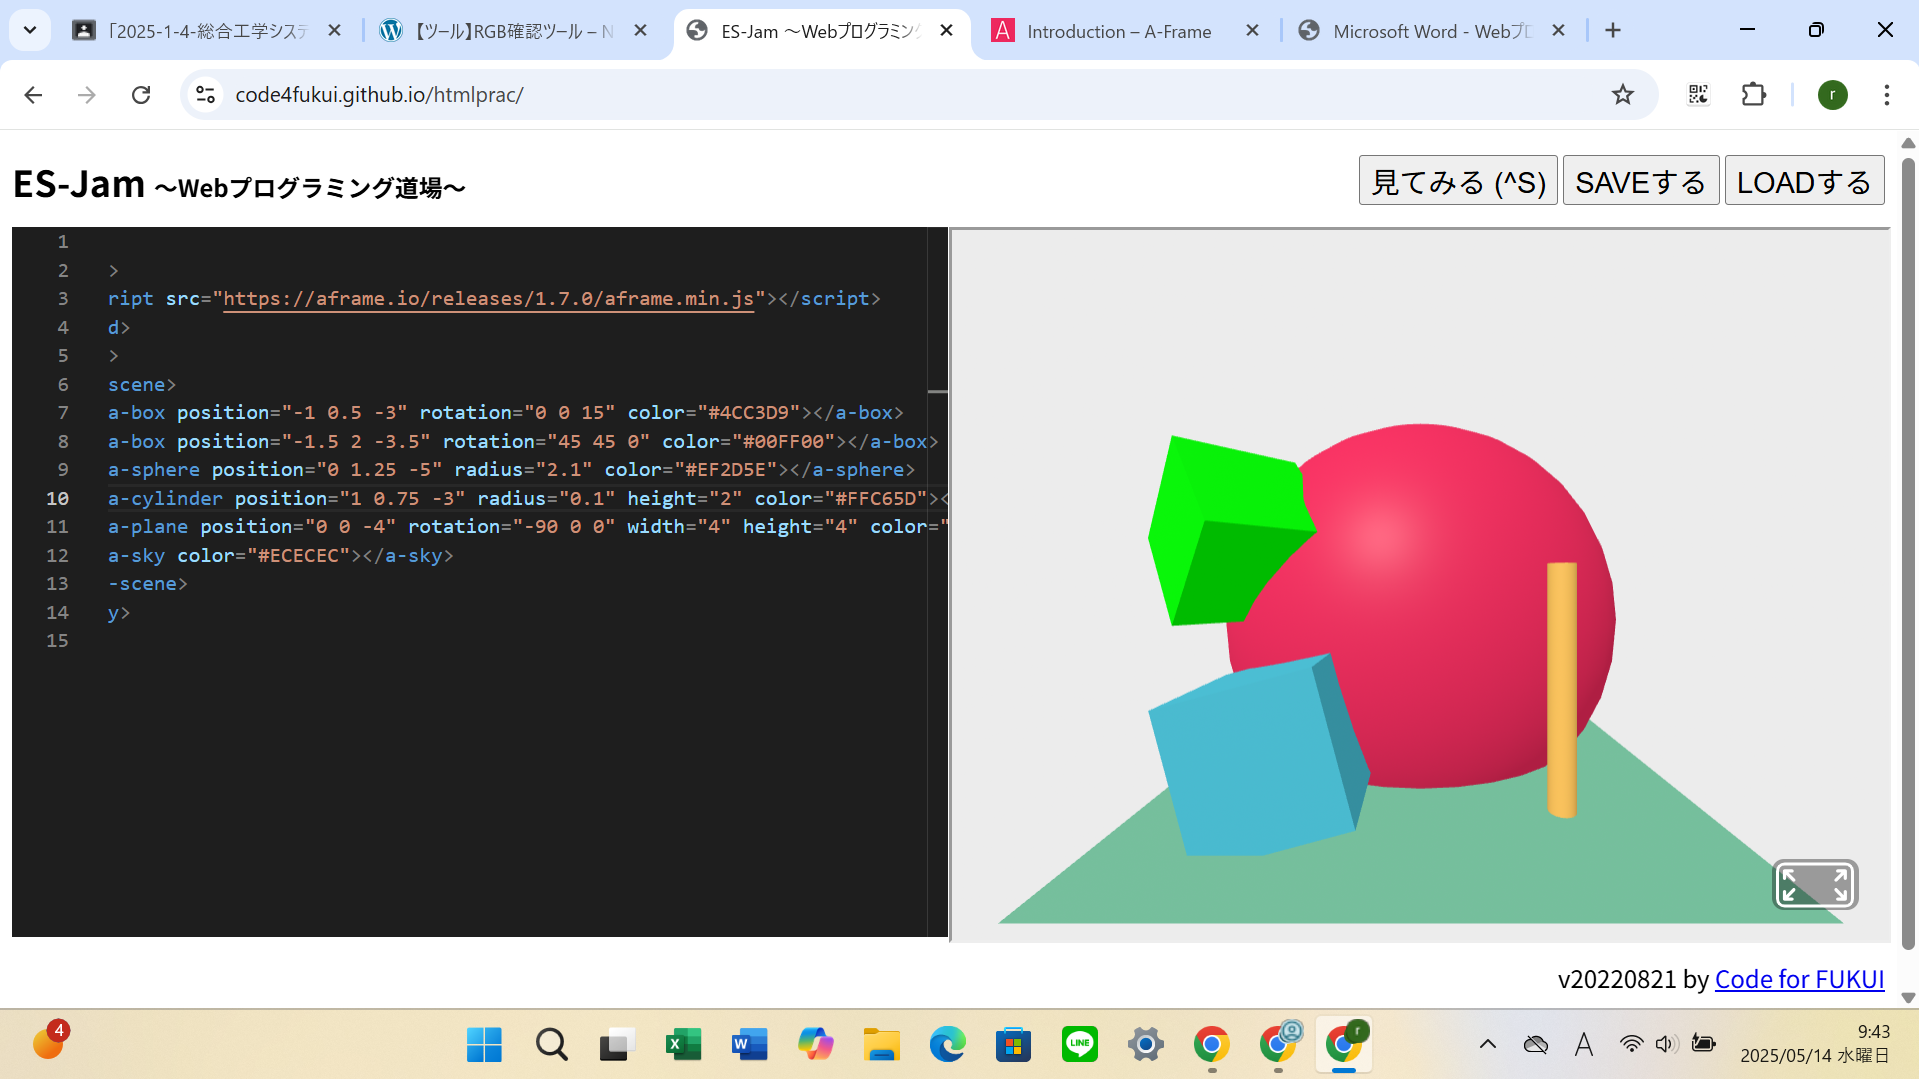 「2025-1-4-総合工学システ
【ツール】RGB確認ツール – N
ES-Jam 〜Webプログラミング
Introduction – A-Frame
Microsoft Word - Webプロ
code4fukui.github.io/htmlprac/
r
ES-Jam 〜Webプログラミング道場〜
見てみる (^S)
SAVEする
LOADする
1
2 >
3 ript src="https://aframe.io/releases/1.7.0/aframe.min.js"></script>
4 d>
5 >
6 scene>
7 a-box position="-1 0.5 -3" rotation="0 0 15" color="#4CC3D9"></a-box>
8 a-box position="-1.5 2 -3.5" rotation="45 45 0" color="#00FF00"></a-box>
9 a-sphere position="0 1.25 -5" radius="2.1" color="#EF2D5E"></a-sphere>
10 a-cylinder position="1 0.75 -3" radius="0.1" height="2" color="#FFC65D"><
11 a-plane position="0 0 -4" rotation="-90 0 0" width="4" height="4" color="
12 a-sky color="#ECECEC"></a-sky>
13 -scene>
14 y>
15
v20220821 by Code for FUKUI
4
LINE
r
A
9:43
2025/05/14 水曜日